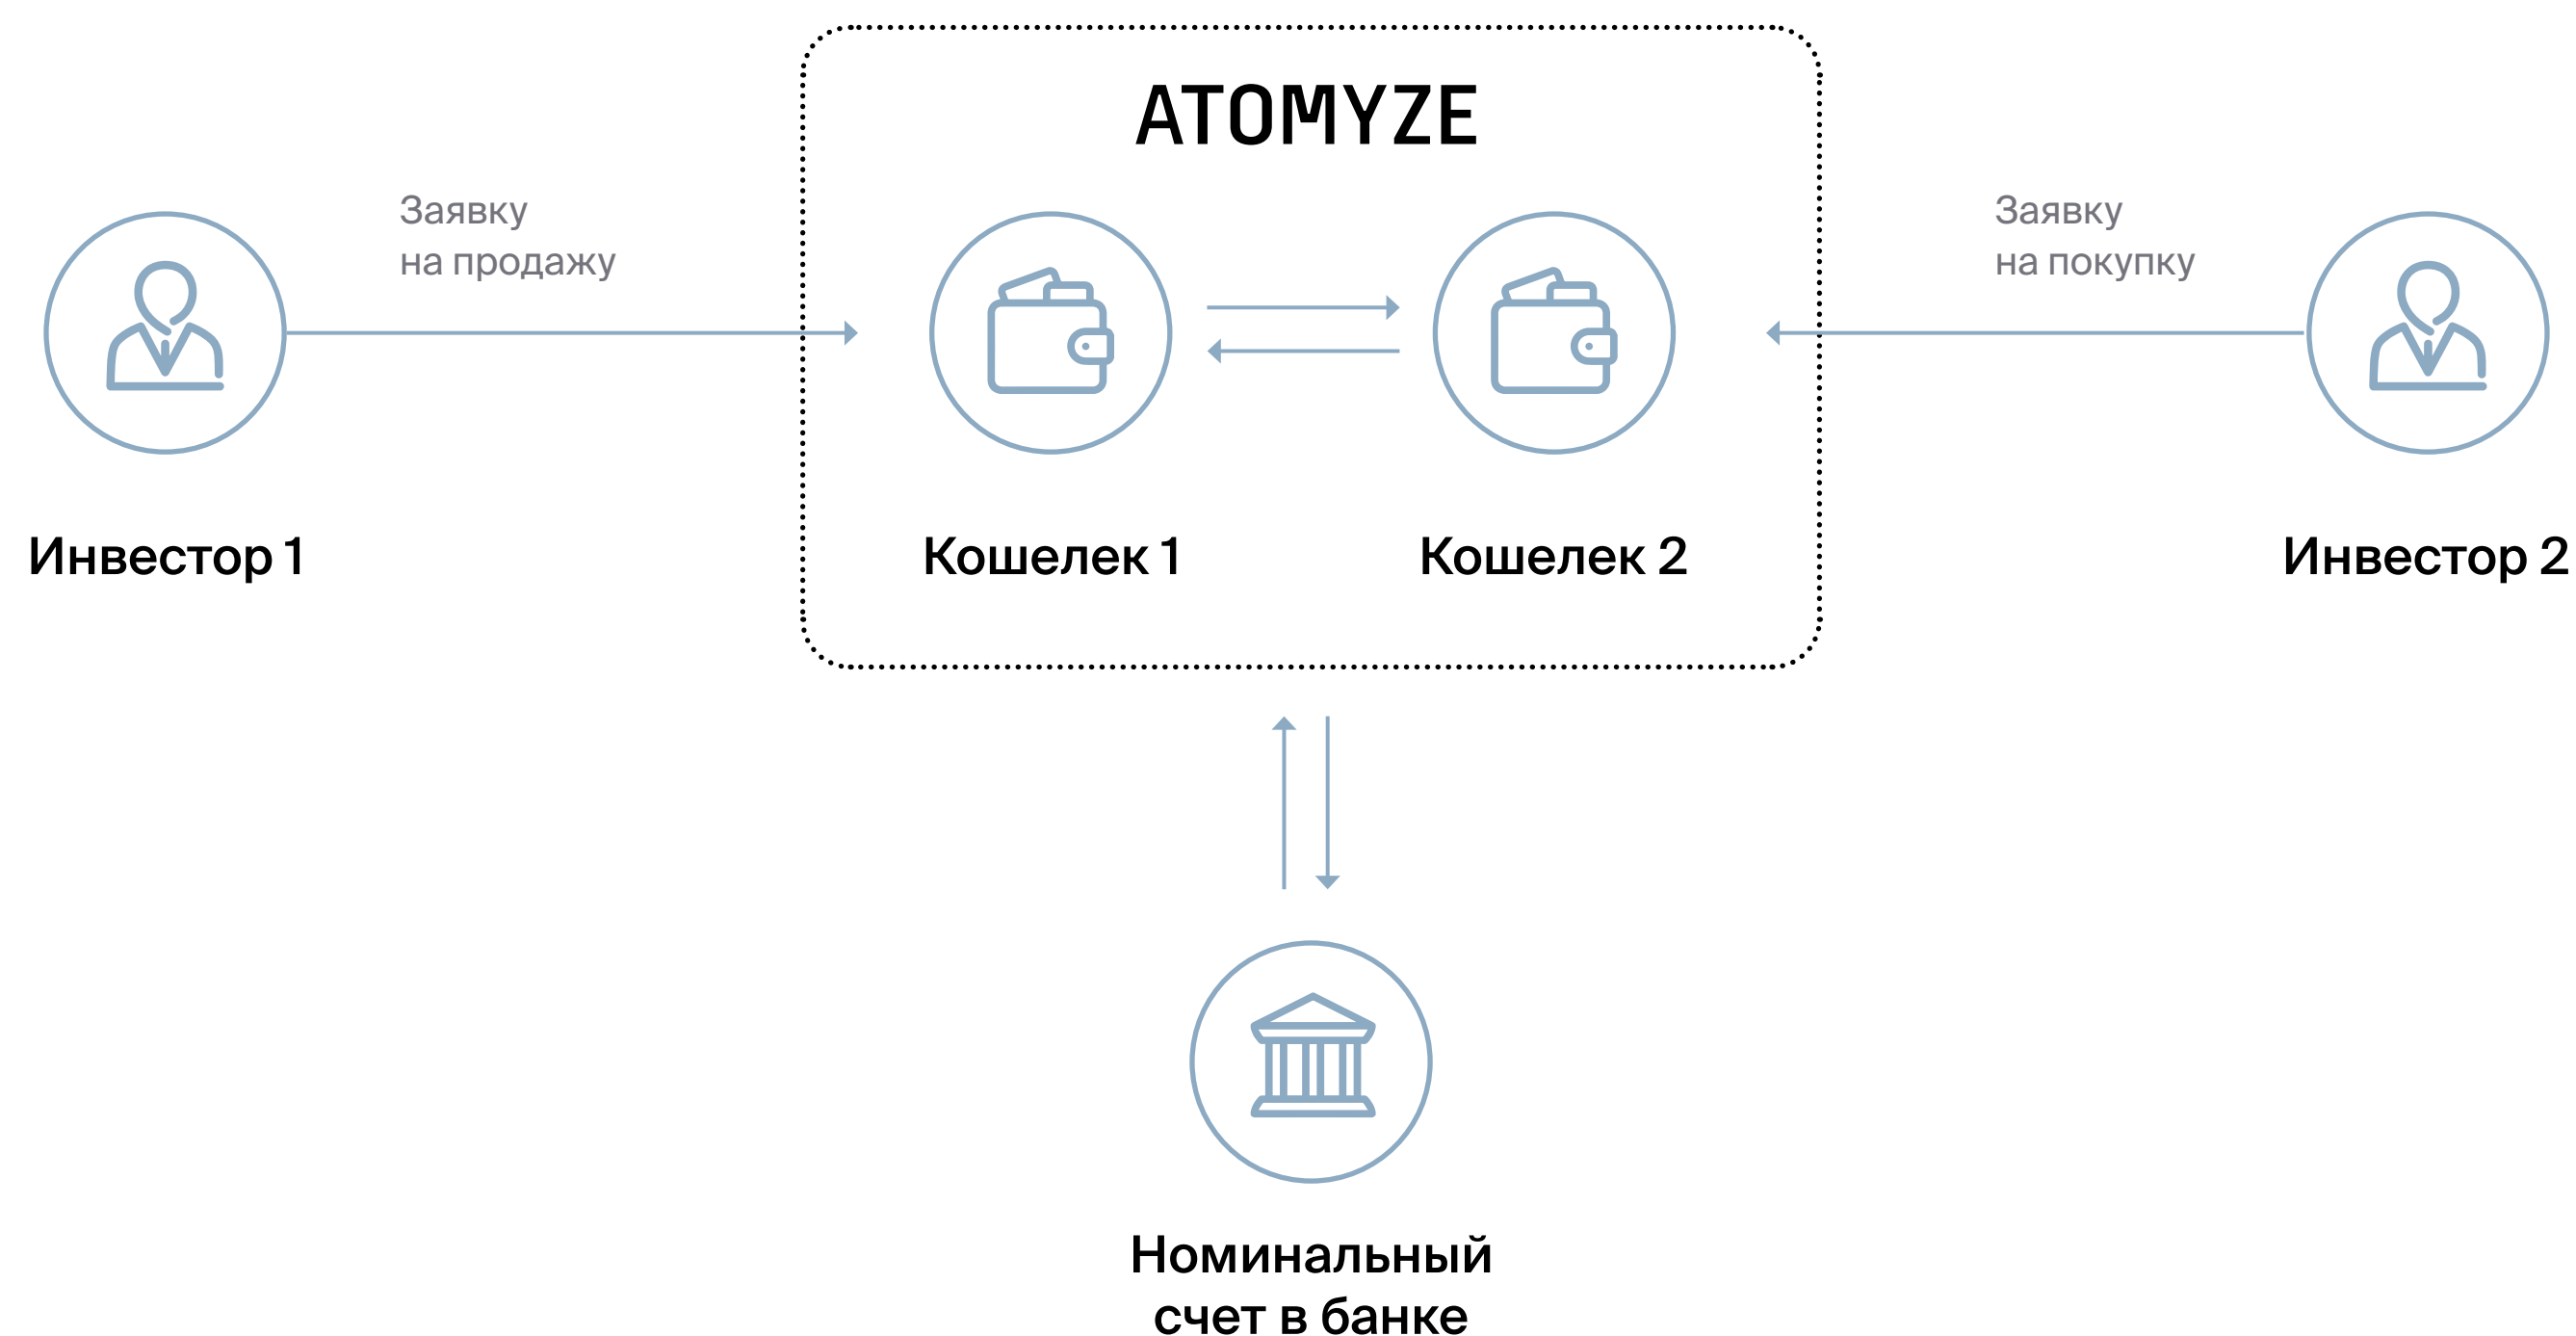 ATOMYZE
Заявку
на продажу
Заявку
на покупку
Инвестор 1
Кошелек 1
Кошелек 2
Инвестор 2
Номинальный
счет в банке